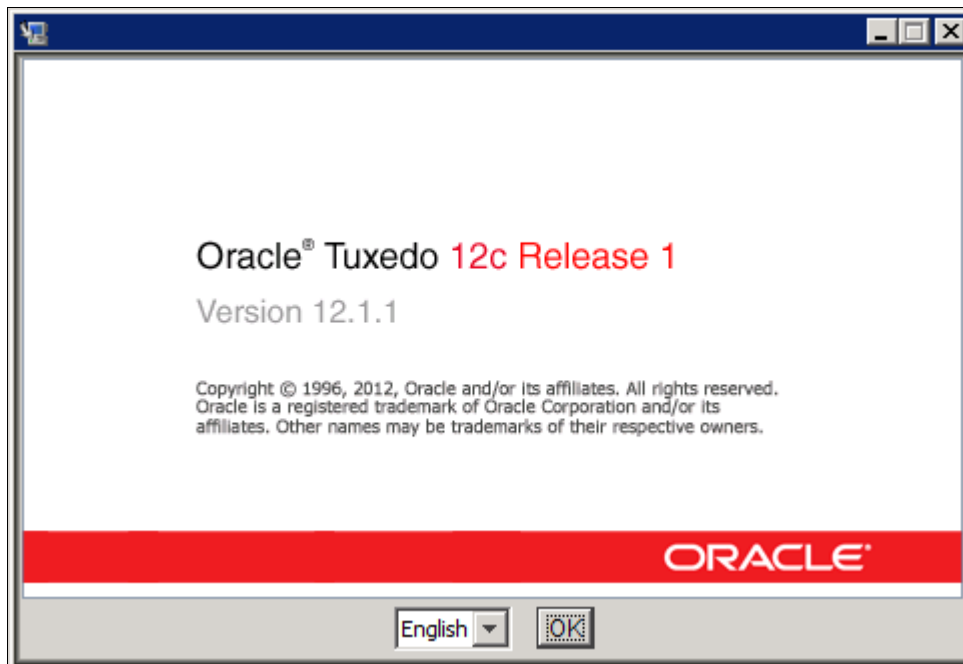 Oracle® Tuxedo 12c Release 1
Version 12.1.1
Copyright © 1996, 2012, Oracle and/or its affiliates. All rights reserved.
Oracle is a registered trademark of Oracle Corporation and/or its
affiliates. Other names may be trademarks of their respective owners.
ORACLE®
English OK